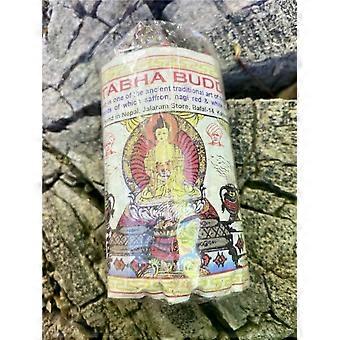 TABHA BUDD
is one of the ancient traditional art of
of which saffron, nagi red & white
in Nepal, Jalaram Store, Bafal-14, K